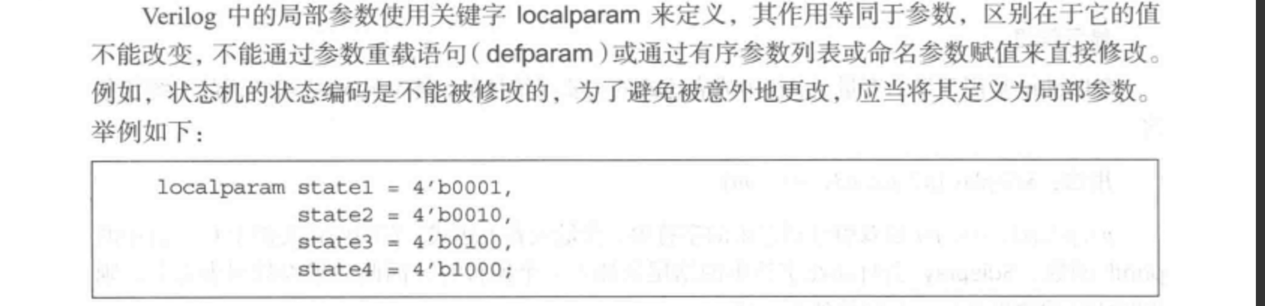 Verilog 中的局部参数使用关键字 localparam 来定义，其作用等同于参数，区别在于它的值
不能改变，不能通过参数重载语句（defparam）或通过有序参数列表或命名参数赋值来直接修改。
例如，状态机的状态编码是不能被修改的，为了避免被意外地更改，应当将其定义为局部参数。
举例如下：
localparam state1 = 4'b0001,
state2 = 4'b0010,
state3 = 4'b0100,
state4 = 4'b1000;